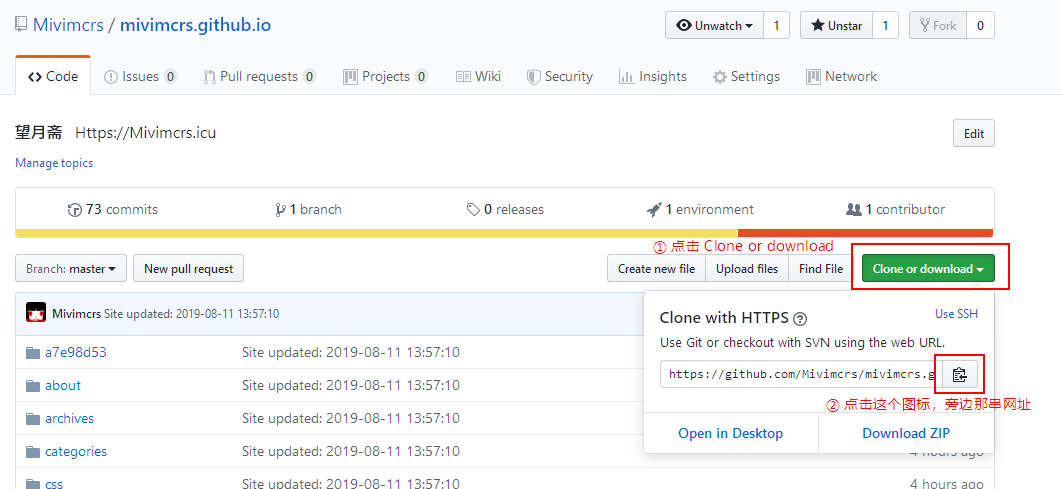 Mivimcrs / mivimcrs.github.io
Unwatch 1 Unstar 1 Fork 0
Code Issues 0 Pull requests 0 Projects 0 Wiki Security Insights Settings Network
望月斋 Https://Mivimcrs.icu Edit
Manage topics
73 commits 1 branch 0 releases 1 environment 1 contributor
① 点击 Clone or download
Branch: master New pull request Create new file Upload files Find File Clone or download
Mivimcrs Site updated: 2019-08-11 13:57:10
Clone with HTTPS Use SSH
Use Git or checkout with SVN using the web URL.
a7e98d53 Site updated: 2019-08-11 13:57:10
https://github.com/Mivimcrs/mivimcrs.g
about Site updated: 2019-08-11 13:57:10
② 点击这个图标，旁边那串网址
archives Site updated: 2019-08-11 13:57:10
Open in Desktop Download ZIP
categories Site updated: 2019-08-11 13:57:10 4 hours ago
css Site updated: 2019-08-11 13:57:10 4 hours ago